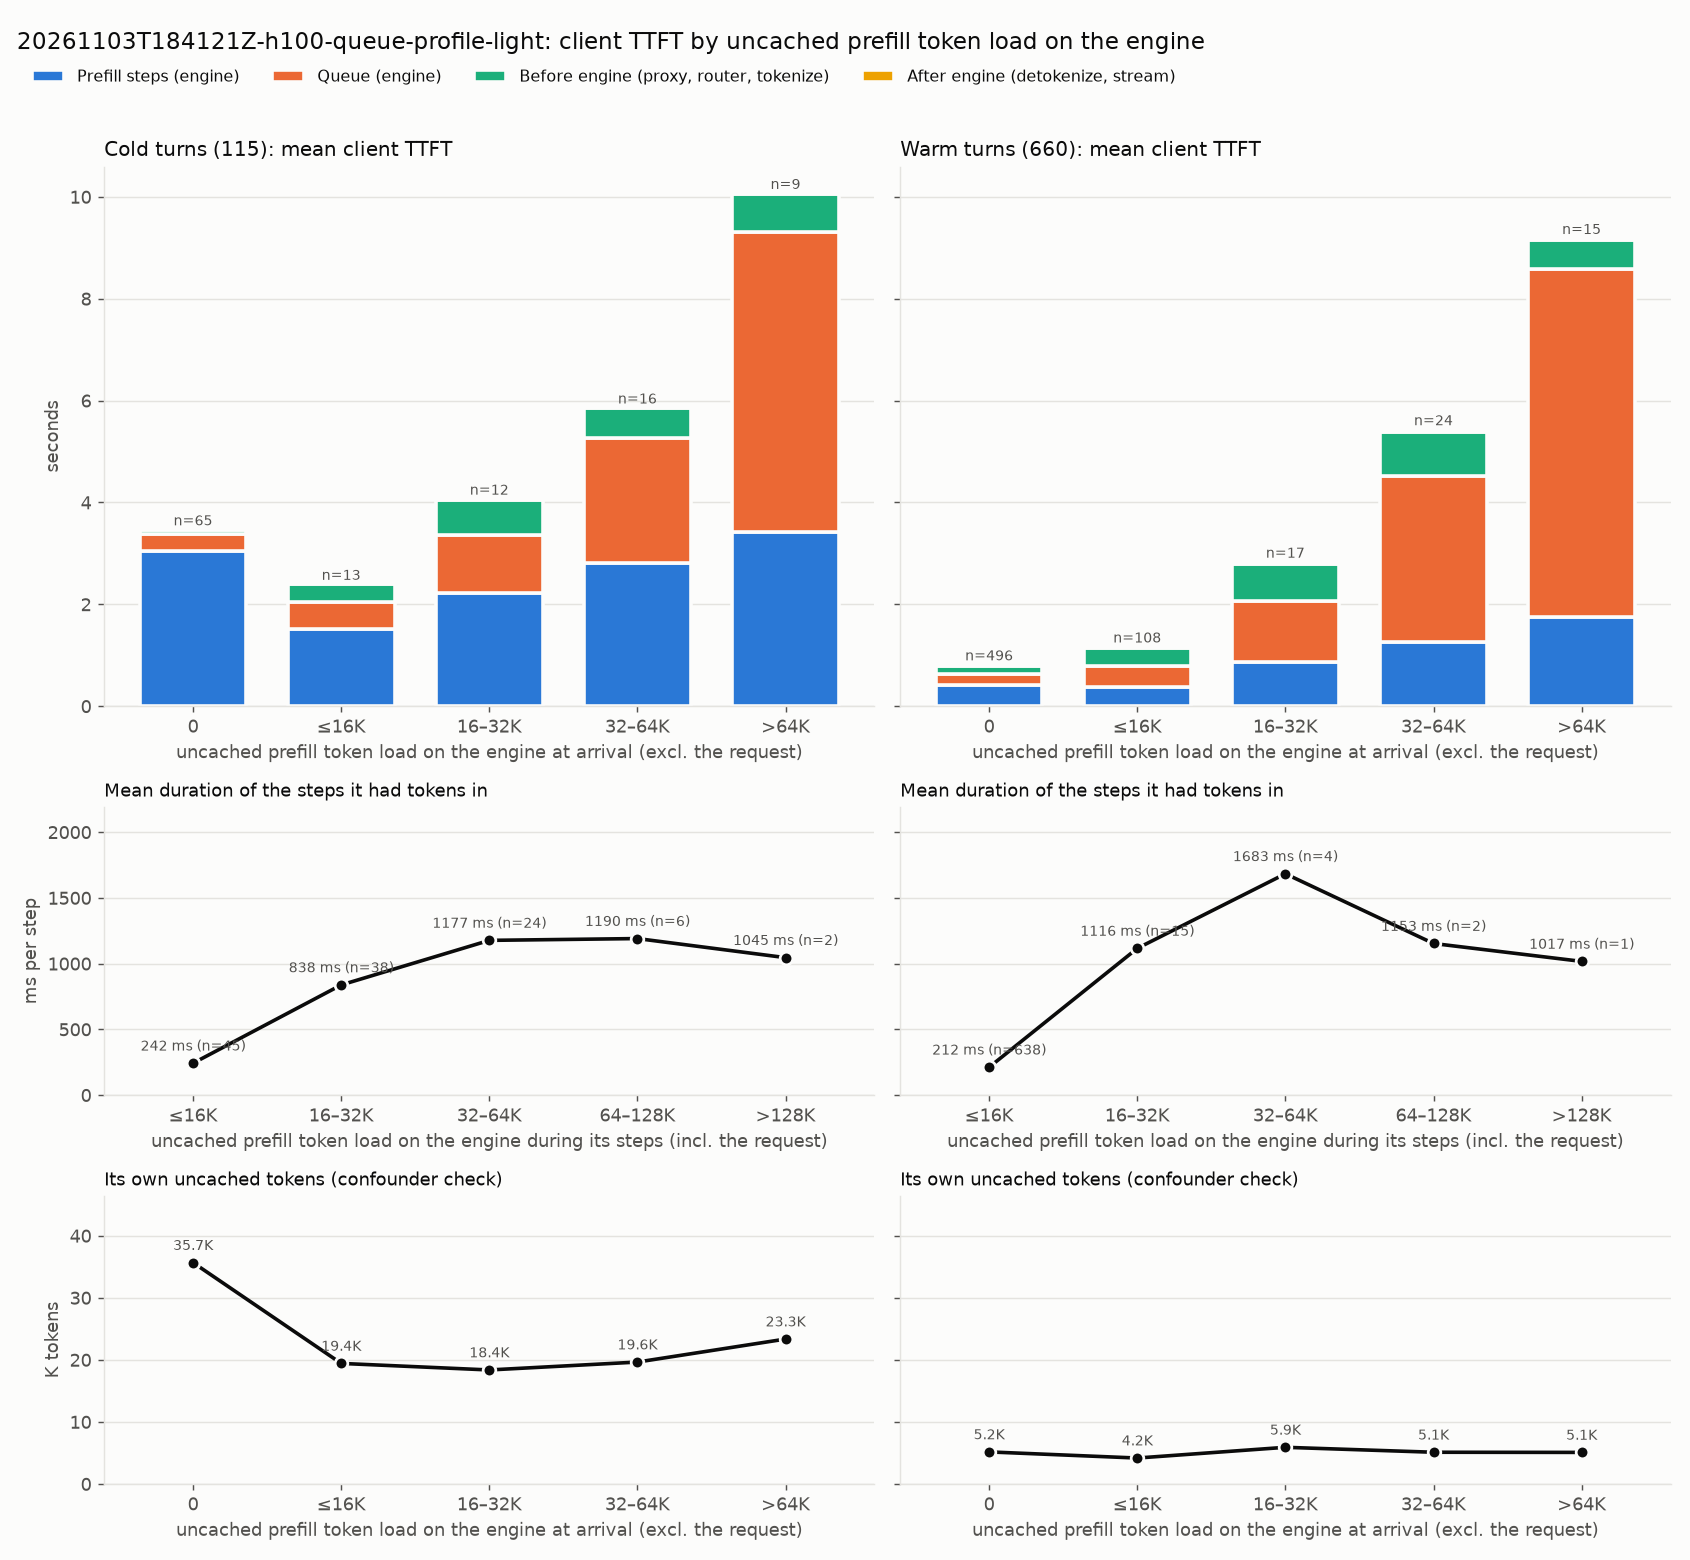 20261103T184121Z-h100-queue-profile-light: client TTFT by uncached prefill token load on the engine
Prefill steps (engine) Queue (engine) Before engine (proxy, router, tokenize) After engine (detokenize, stream)
Cold turns (115): mean client TTFT
seconds
10
8
6
4
2
0
n=65
n=13
n=12
n=16
n=9
0 ≤16K 16–32K 32–64K >64K
uncached prefill token load on the engine at arrival (excl. the request)
Warm turns (660): mean client TTFT
n=496
n=108
n=17
n=24
n=15
0 ≤16K 16–32K 32–64K >64K
uncached prefill token load on the engine at arrival (excl. the request)
Mean duration of the steps it had tokens in
ms per step
2000
1500
1000
500
0
242 ms (n=45)
838 ms (n=38)
1177 ms (n=24)
1190 ms (n=6)
1045 ms (n=2)
≤16K 16–32K 32–64K 64–128K >128K
uncached prefill token load on the engine during its steps (incl. the request)
Mean duration of the steps it had tokens in
212 ms (n=638)
1116 ms (n=15)
1683 ms (n=4)
1153 ms (n=2)
1017 ms (n=1)
≤16K 16–32K 32–64K 64–128K >128K
uncached prefill token load on the engine during its steps (incl. the request)
Its own uncached tokens (confounder check)
K tokens
40
30
20
10
0
35.7K
19.4K
18.4K
19.6K
23.3K
0 ≤16K 16–32K 32–64K >64K
uncached prefill token load on the engine at arrival (excl. the request)
Its own uncached tokens (confounder check)
5.2K
4.2K
5.9K
5.1K
5.1K
0 ≤16K 16–32K 32–64K >64K
uncached prefill token load on the engine at arrival (excl. the request)